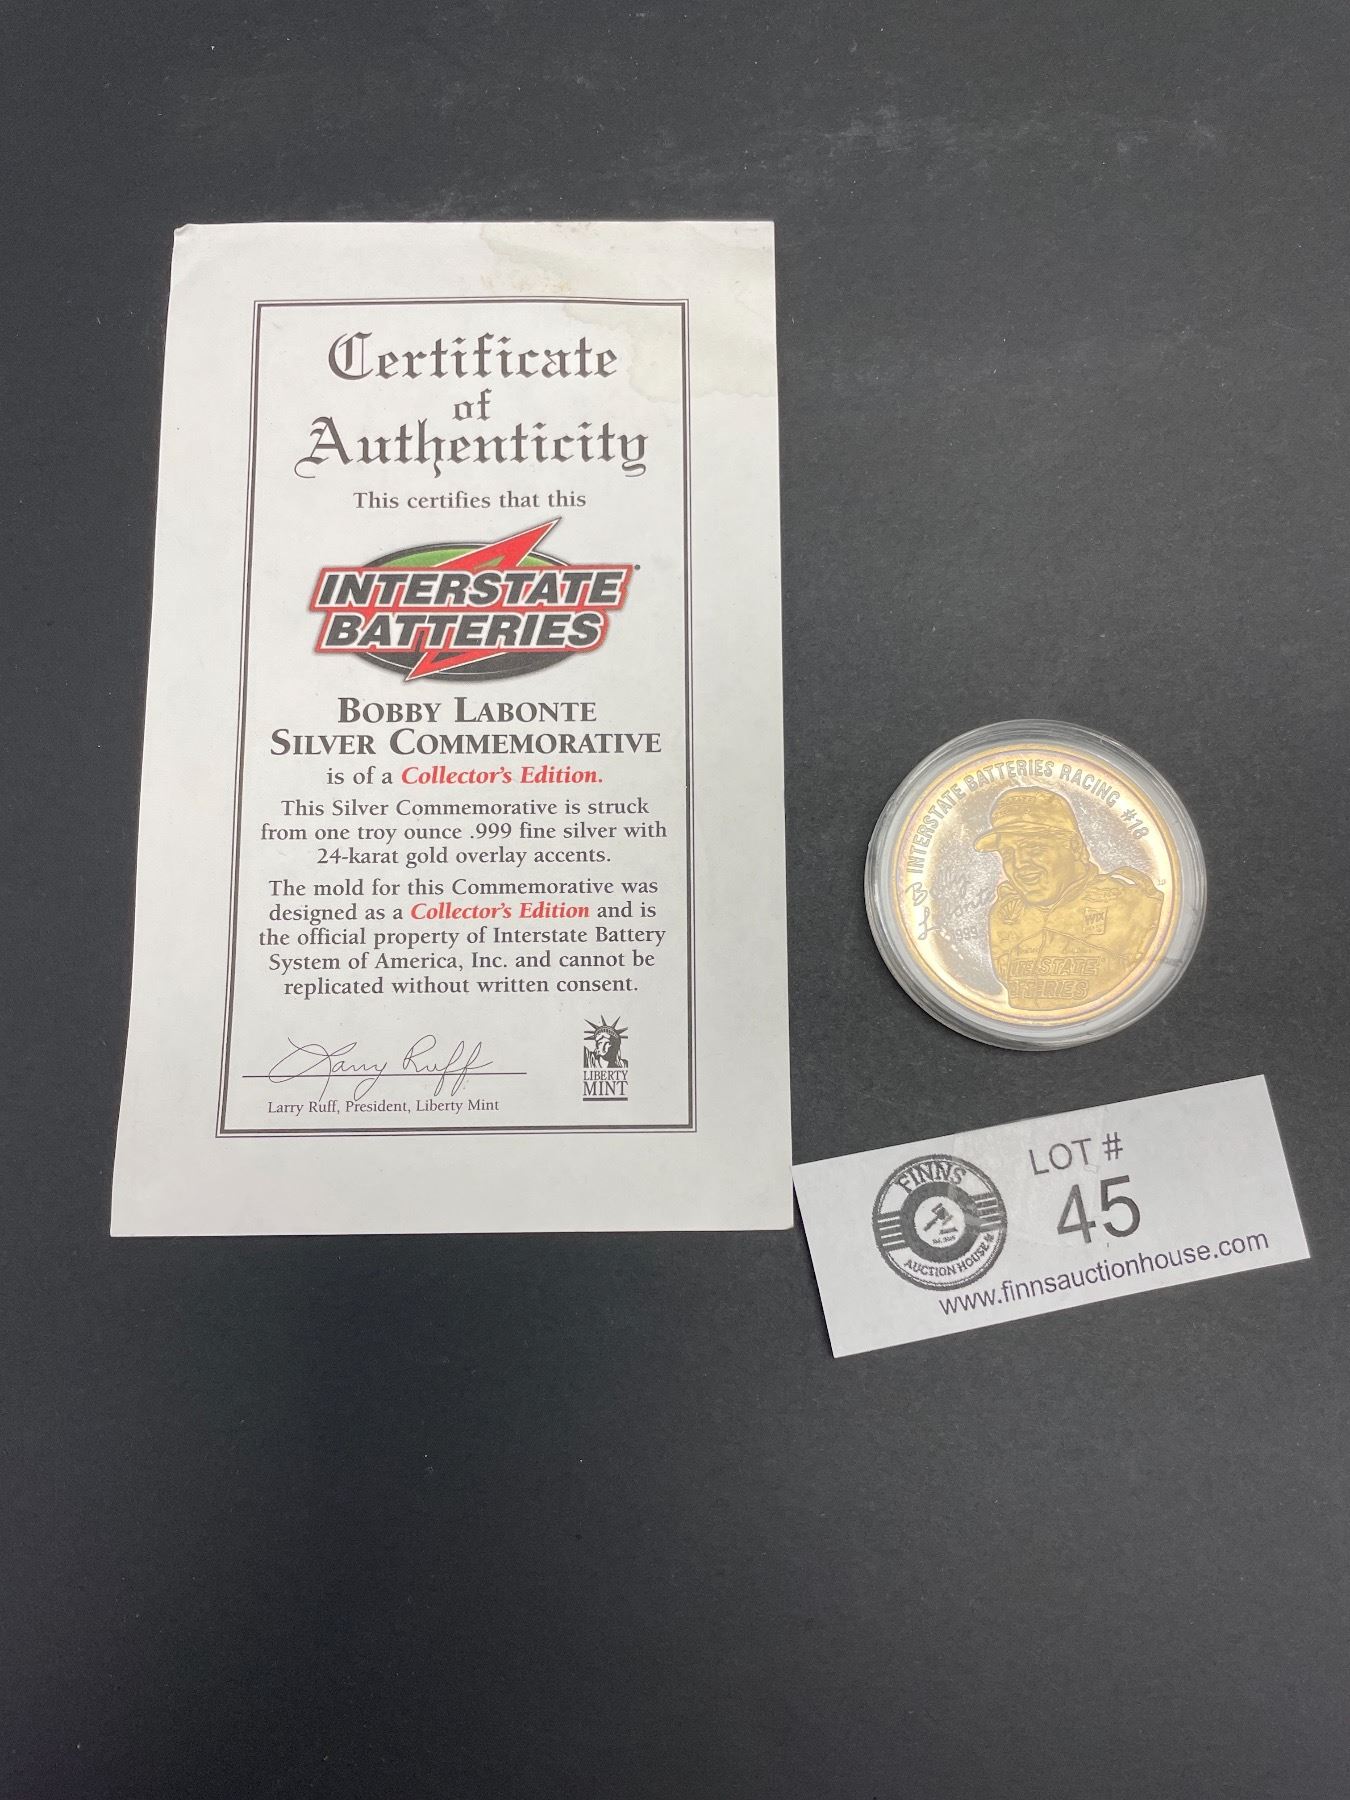 Certificate
of
Authenticity
This certifies that this
INTERSTATE
BATTERIES
BOBBY LABONTE
SILVER COMMEMORATIVE
is of a Collector's Edition.
This Silver Commemorative is struck
from one troy ounce .999 fine silver with
24-karat gold overlay accents.
The mold for this Commemorative was
designed as a Collector's Edition and is
the official property of Interstate Battery
System of America, Inc. and cannot be
replicated without written consent.
Larry Ruff
Larry Ruff, President, Liberty Mint
LIBERTY
MINT
INTERSTATE BATTERIES RACING #18
Bobby
Labonte
1999
WIX
INTERSTATE
BATTERIES
FINNS
AUCTION HOUSE
LOT #
45
www.finnsauctionhouse.com